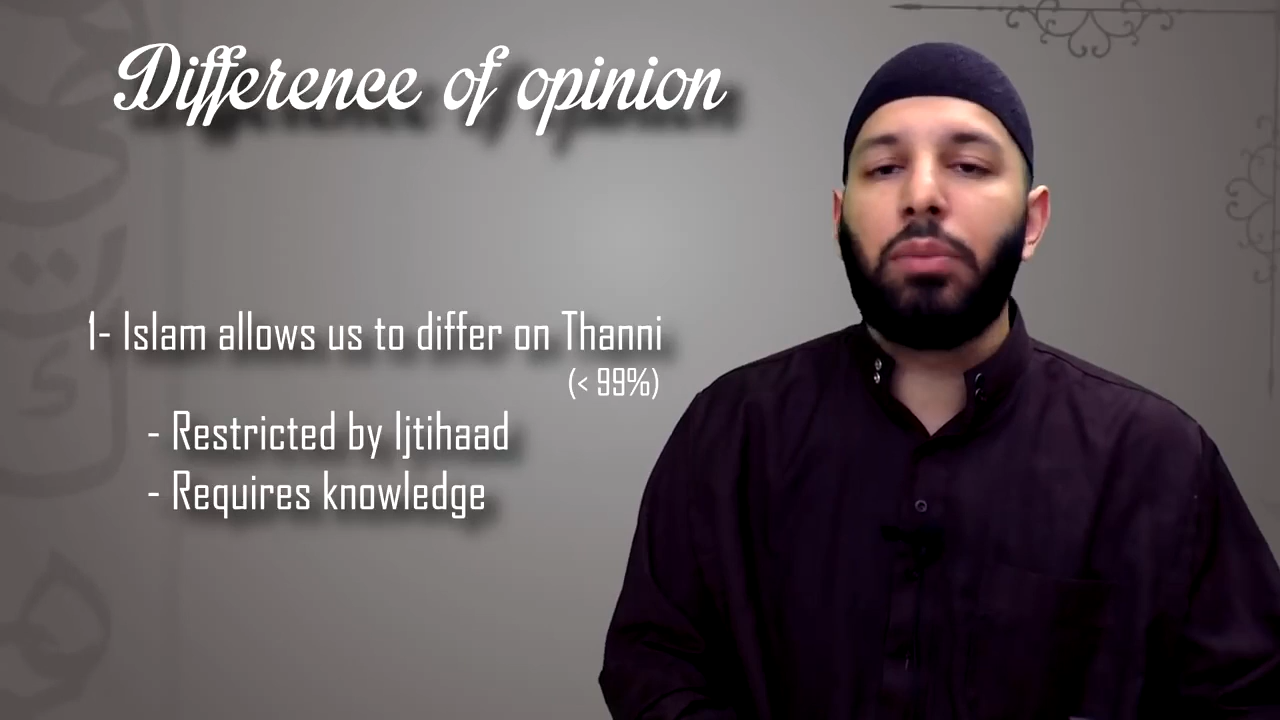 Difference of opinion
1- Islam allows us to differ on Thanni
(< 99%)
- Restricted by Ijtihaad
- Requires knowledge